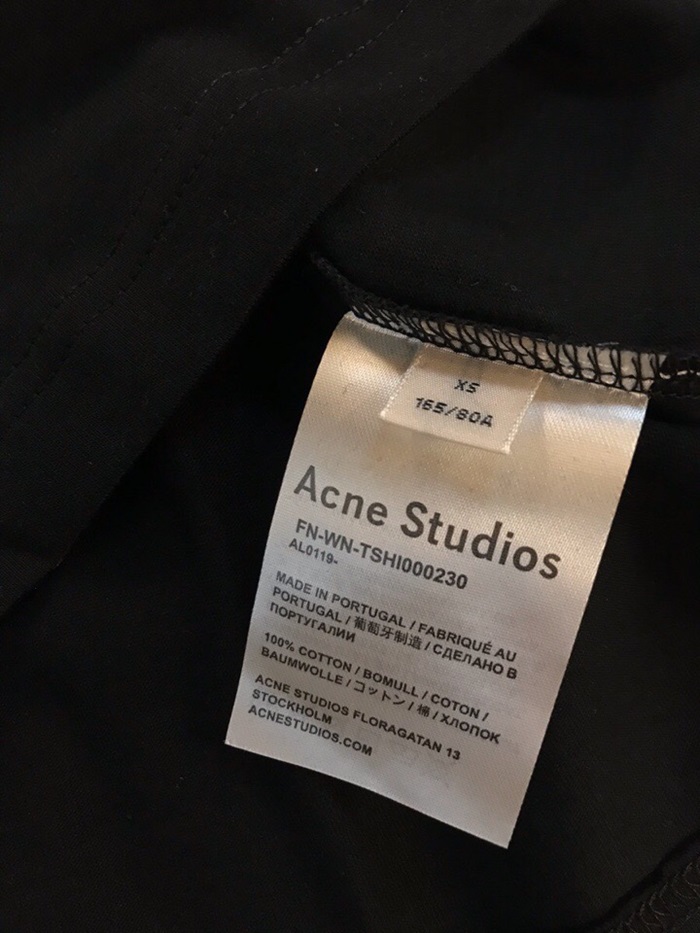 XS
165/80A
Acne Studios
FN-WN-TSHI000230
AL0119-
MADE IN PORTUGAL / FABRIQUÉ AU
PORTUGAL / 葡萄牙制造 / СДЕЛАНО В
ПОРТУГАЛИИ
100% COTTON / BOMULL / COTON /
BAUMWOLLE / コットン / 棉 / ХЛОПОК
ACNE STUDIOS FLORAGATAN 13
STOCKHOLM
ACNESTUDIOS.COM